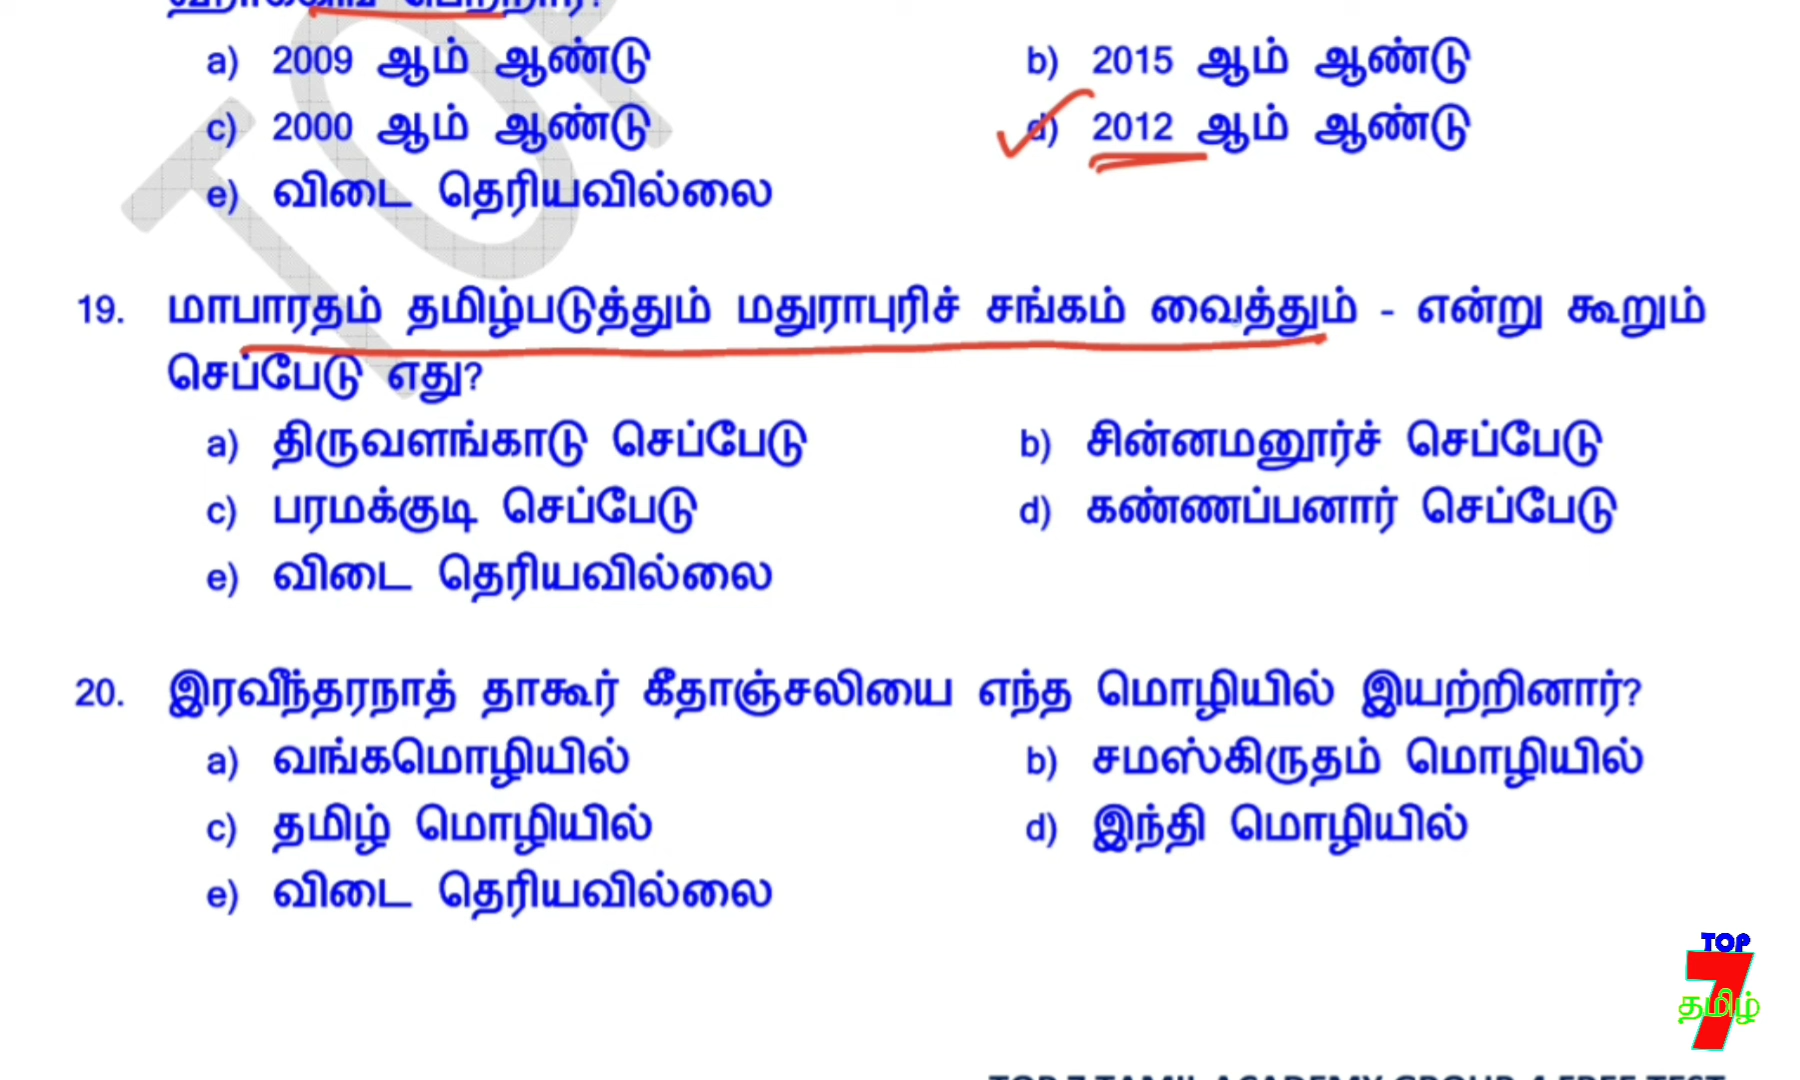 a) 2009 ஆம் ஆண்டு b) 2015 ஆம் ஆண்டு
c) 2000 ஆம் ஆண்டு d) 2012 ஆம் ஆண்டு
e) விடை தெரியவில்லை
19. மாபாரதம் தமிழ்படுத்தும் மதுராபுரிச் சங்கம் வைத்தும் - என்று கூறும்
செப்பேடு எது?
a) திருவளங்காடு செப்பேடு b) சின்னமனூர்ச் செப்பேடு
c) பரமக்குடி செப்பேடு d) கண்ணப்பனார் செப்பேடு
e) விடை தெரியவில்லை
20. இரவீந்தரநாத் தாகூர் கீதாஞ்சலியை எந்த மொழியில் இயற்றினார்?
a) வங்கமொழியில் b) சமஸ்கிருதம் மொழியில்
c) தமிழ் மொழியில் d) இந்தி மொழியில்
e) விடை தெரியவில்லை
TOP
7
தமிழ்